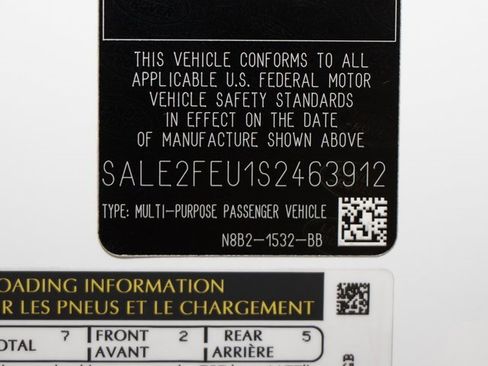 THIS VEHICLE CONFORMS TO ALL
APPLICABLE U.S. FEDERAL MOTOR
VEHICLE SAFETY STANDARDS
IN EFFECT ON THE DATE
OF MANUFACTURE SHOWN ABOVE
SALE2FEU1S2463912
TYPE: MULTI-PURPOSE PASSENGER VEHICLE
N8B2-1532-BB
OADING INFORMATION
R LES PNEUS ET LE CHARGEMENT
OTAL 7 FRONT 2 REAR 5
AVANT ARRIÈRE